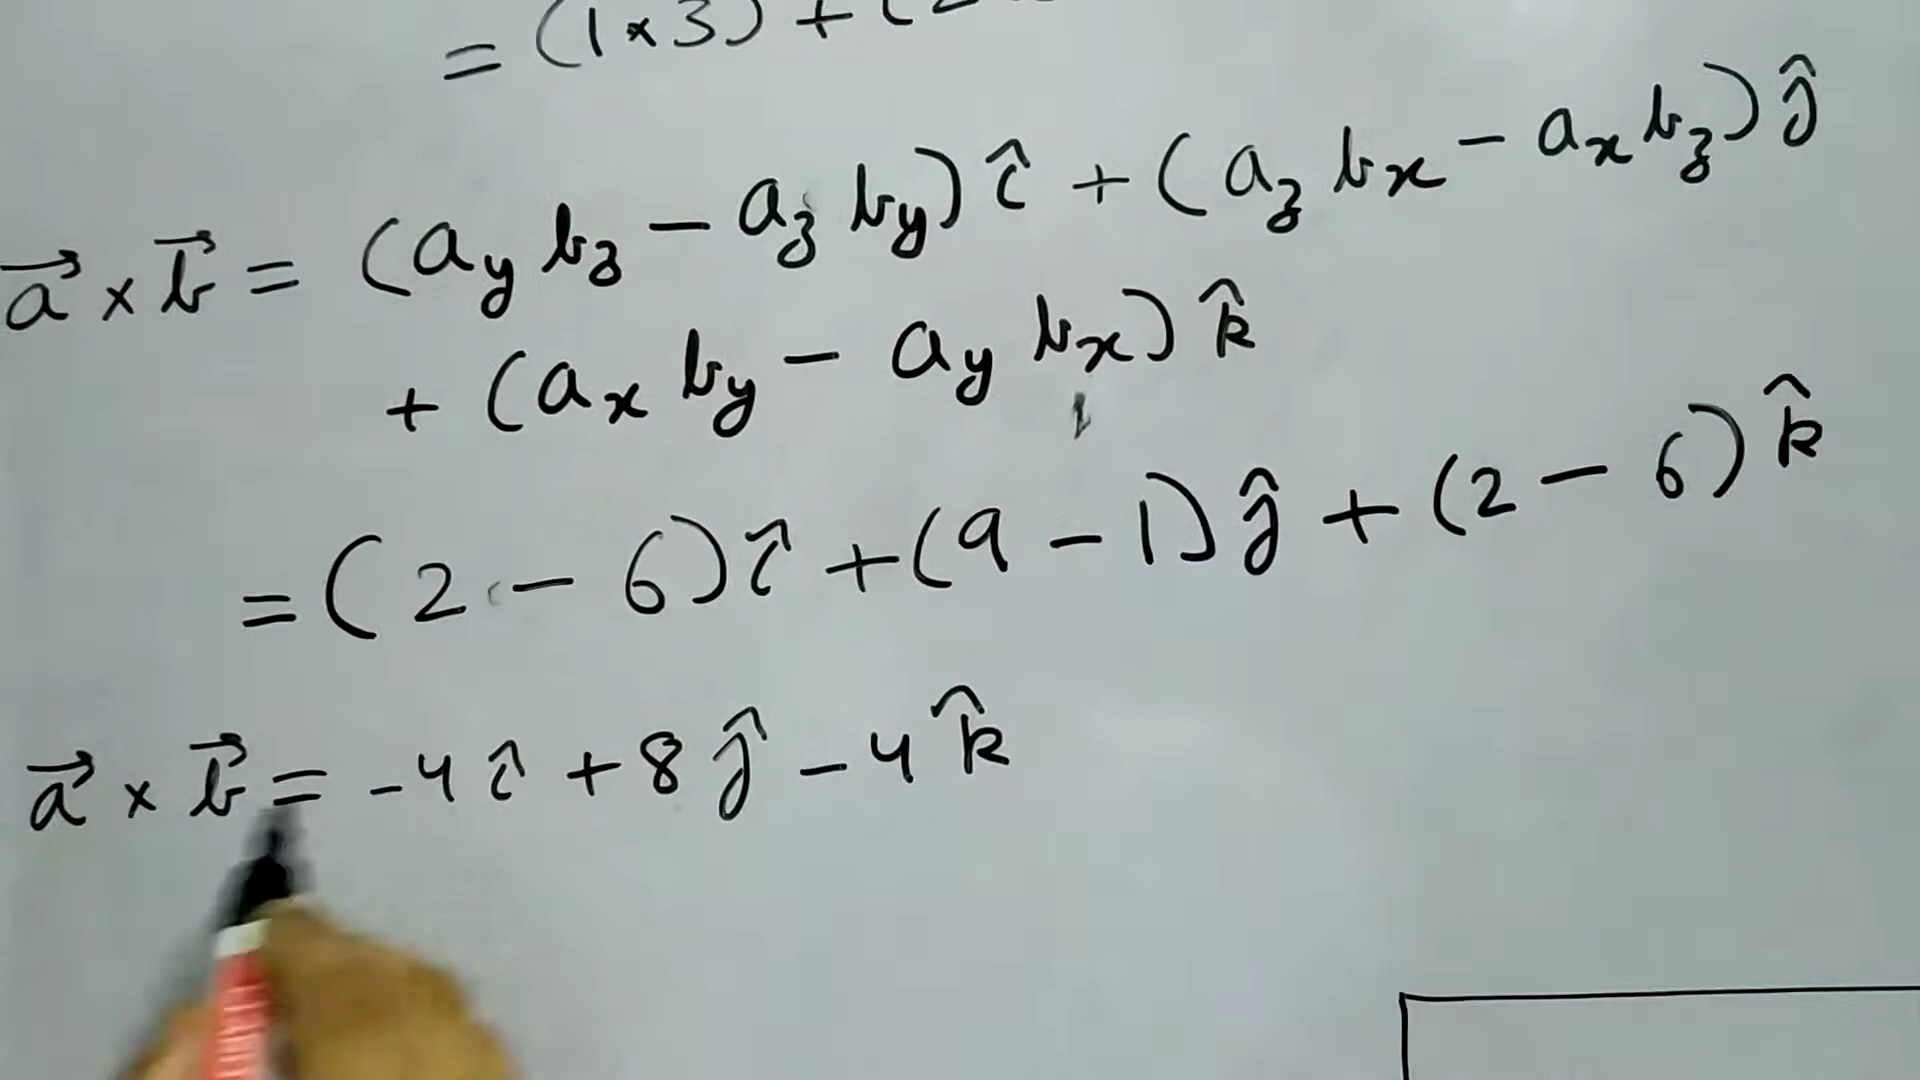 = (1 × 3) + (2
a⃗ × b⃗ = (a_y b_z − a_z b_y) î + (a_z b_x − a_x b_z) ĵ
+ (a_x b_y − a_y b_x) k̂
= (2 − 6) î + (9 − 1) ĵ + (2 − 6) k̂
a⃗ × b⃗ = -4 î + 8 ĵ − 4 k̂